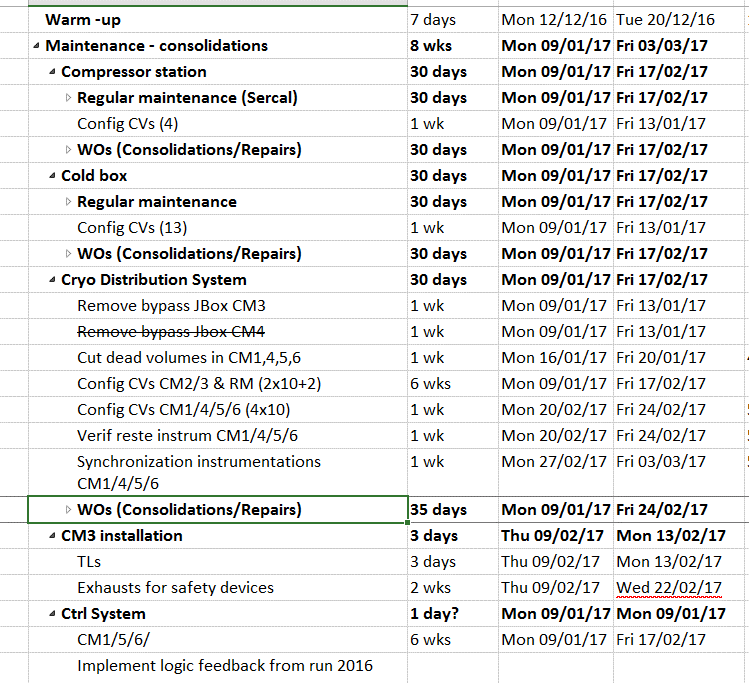 Warm -up 7 days Mon 12/12/16 Tue 20/12/16
Maintenance - consolidations 8 wks Mon 09/01/17 Fri 03/03/17
Compressor station 30 days Mon 09/01/17 Fri 17/02/17
Regular maintenance (Sercal) 30 days Mon 09/01/17 Fri 17/02/17
Config CVs (4) 1 wk Mon 09/01/17 Fri 13/01/17
WOs (Consolidations/Repairs) 30 days Mon 09/01/17 Fri 17/02/17
Cold box 30 days Mon 09/01/17 Fri 17/02/17
Regular maintenance 30 days Mon 09/01/17 Fri 17/02/17
Config CVs (13) 1 wk Mon 09/01/17 Fri 13/01/17
WOs (Consolidations/Repairs) 30 days Mon 09/01/17 Fri 17/02/17
Cryo Distribution System 30 days Mon 09/01/17 Fri 17/02/17
Remove bypass JBox CM3 1 wk Mon 09/01/17 Fri 13/01/17
Remove bypass Jbox CM4 1 wk Mon 09/01/17 Fri 13/01/17
Cut dead volumes in CM1,4,5,6 1 wk Mon 16/01/17 Fri 20/01/17
Config CVs CM2/3 & RM (2x10+2) 6 wks Mon 09/01/17 Fri 17/02/17
Config CVs CM1/4/5/6 (4x10) 1 wk Mon 20/02/17 Fri 24/02/17
Verif reste instrum CM1/4/5/6 1 wk Mon 20/02/17 Fri 24/02/17
Synchronization instrumentations 1 wk Mon 27/02/17 Fri 03/03/17
CM1/4/5/6
WOs (Consolidations/Repairs) 35 days Mon 09/01/17 Fri 24/02/17
CM3 installation 3 days Thu 09/02/17 Mon 13/02/17
TLs 3 days Thu 09/02/17 Mon 13/02/17
Exhausts for safety devices 2 wks Thu 09/02/17 Wed 22/02/17
Ctrl System 1 day? Mon 09/01/17 Mon 09/01/17
CM1/5/6/ 6 wks Mon 09/01/17 Fri 17/02/17
Implement logic feedback from run 2016